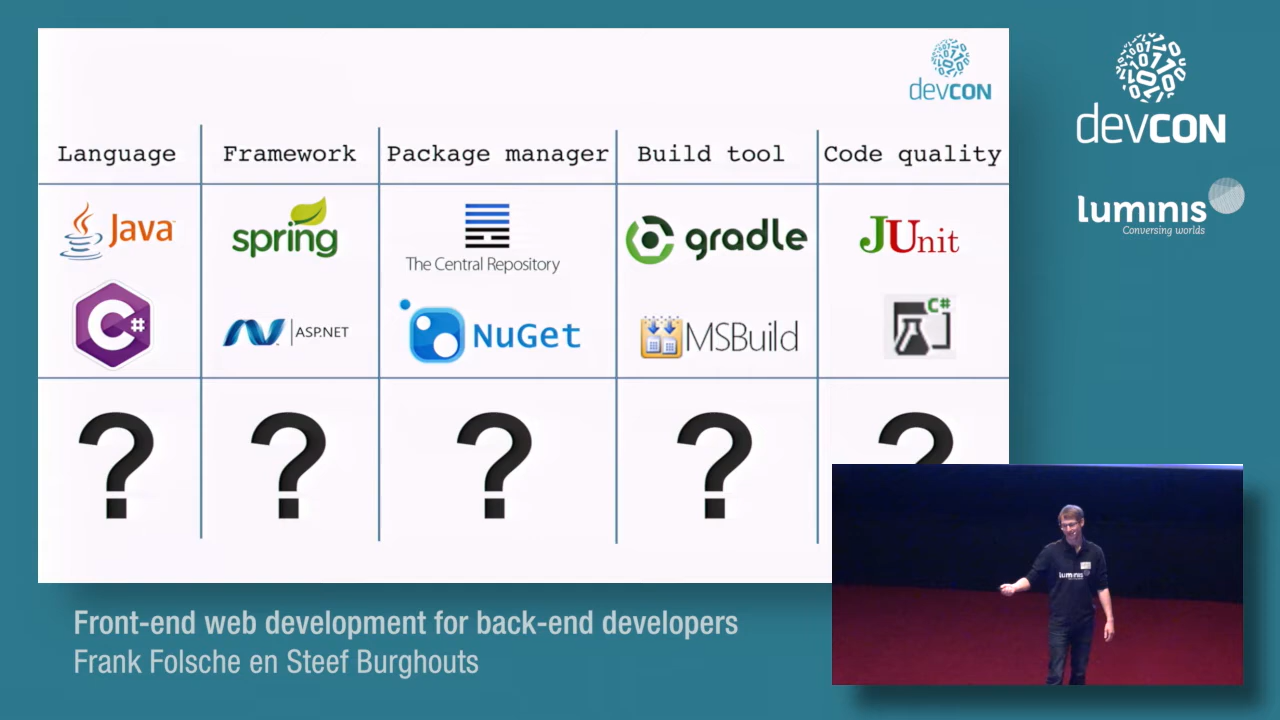 devCON
devCON
luminis
Conversing worlds
Language Framework Package manager Build tool Code quality
Java spring The Central Repository gradle JUnit
C# ASP.NET NuGet MSBuild C#
? ? ? ? ?
luminis
Front-end web development for back-end developers
Frank Folsche en Steef Burghouts